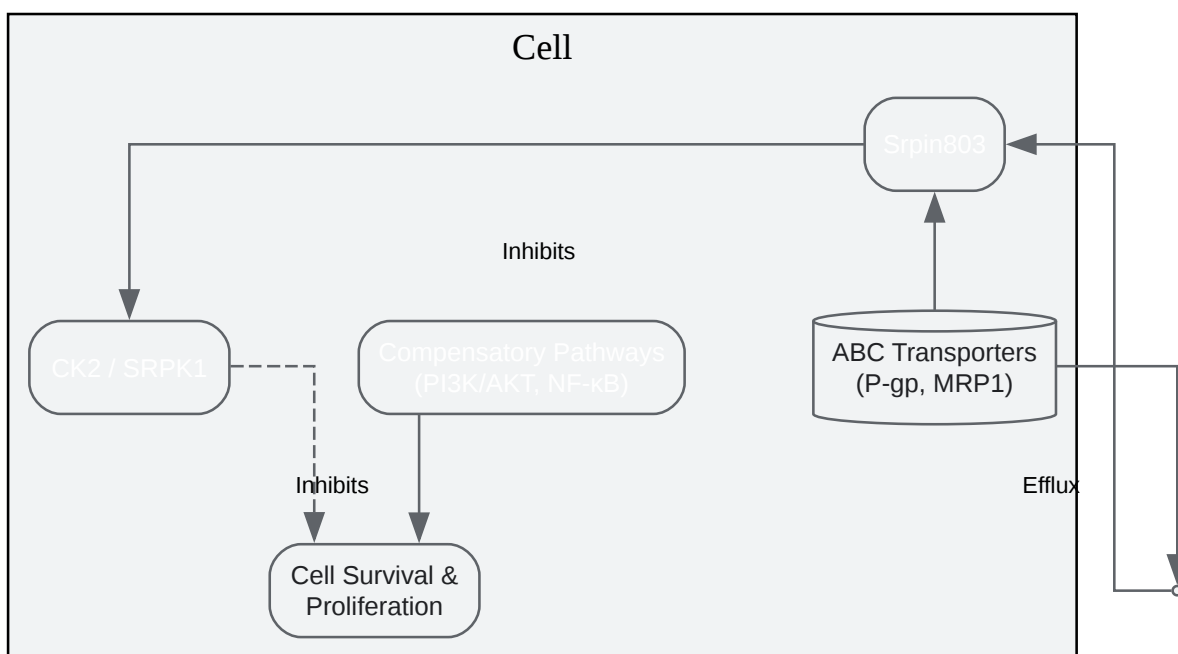 Cell
Srpin803
Inhibits
CK2 / SRPK1
Compensatory Pathways
(PI3K/AKT, NF-κB)
ABC Transporters
(P-gp, MRP1)
Inhibits
Efflux
Cell Survival &
Proliferation